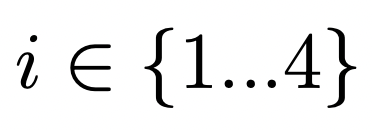 i ∈ {1...4}